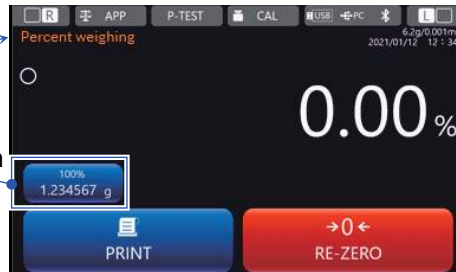 R APP P-TEST CAL USB PC L
Percent weighing
6.2g/0.001m
2021/01/12 12:34
0.00 %
100%
1.234567 g
PRINT
→0←
RE-ZERO